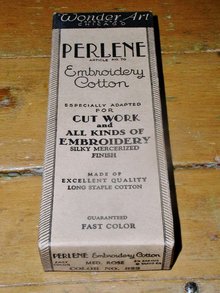 Wonder Art
CHICAGO
PERLENE
ARTICLE NO. 70
Embroidery
Cotton
ESPECIALLY ADAPTED
FOR
CUT WORK
AND
ALL KINDS OF
EMBROIDERY
SILKY MERCERIZED
FINISH
MADE OF
EXCELLENT QUALITY
LONG STAPLE COTTON
GUARANTEED
FAST COLOR
PERLENE Embroidery Cotton
FAST
COLOR
MED. ROSE
COLOR NO.